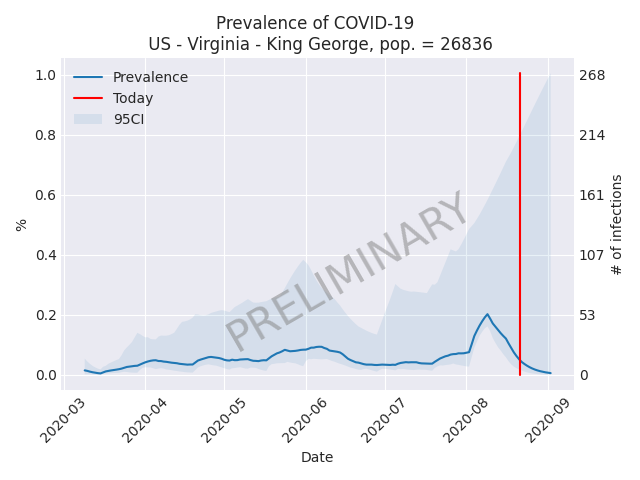 Prevalence of COVID-19
US - Virginia - King George, pop. = 26836
Prevalence
Today
95CI
1.0
0.8
0.6
0.4
0.2
0.0
%
268
214
161
107
53
0
# of infections
PRELIMINARY
2020-03
2020-04
2020-05
2020-06
2020-07
2020-08
2020-09
Date